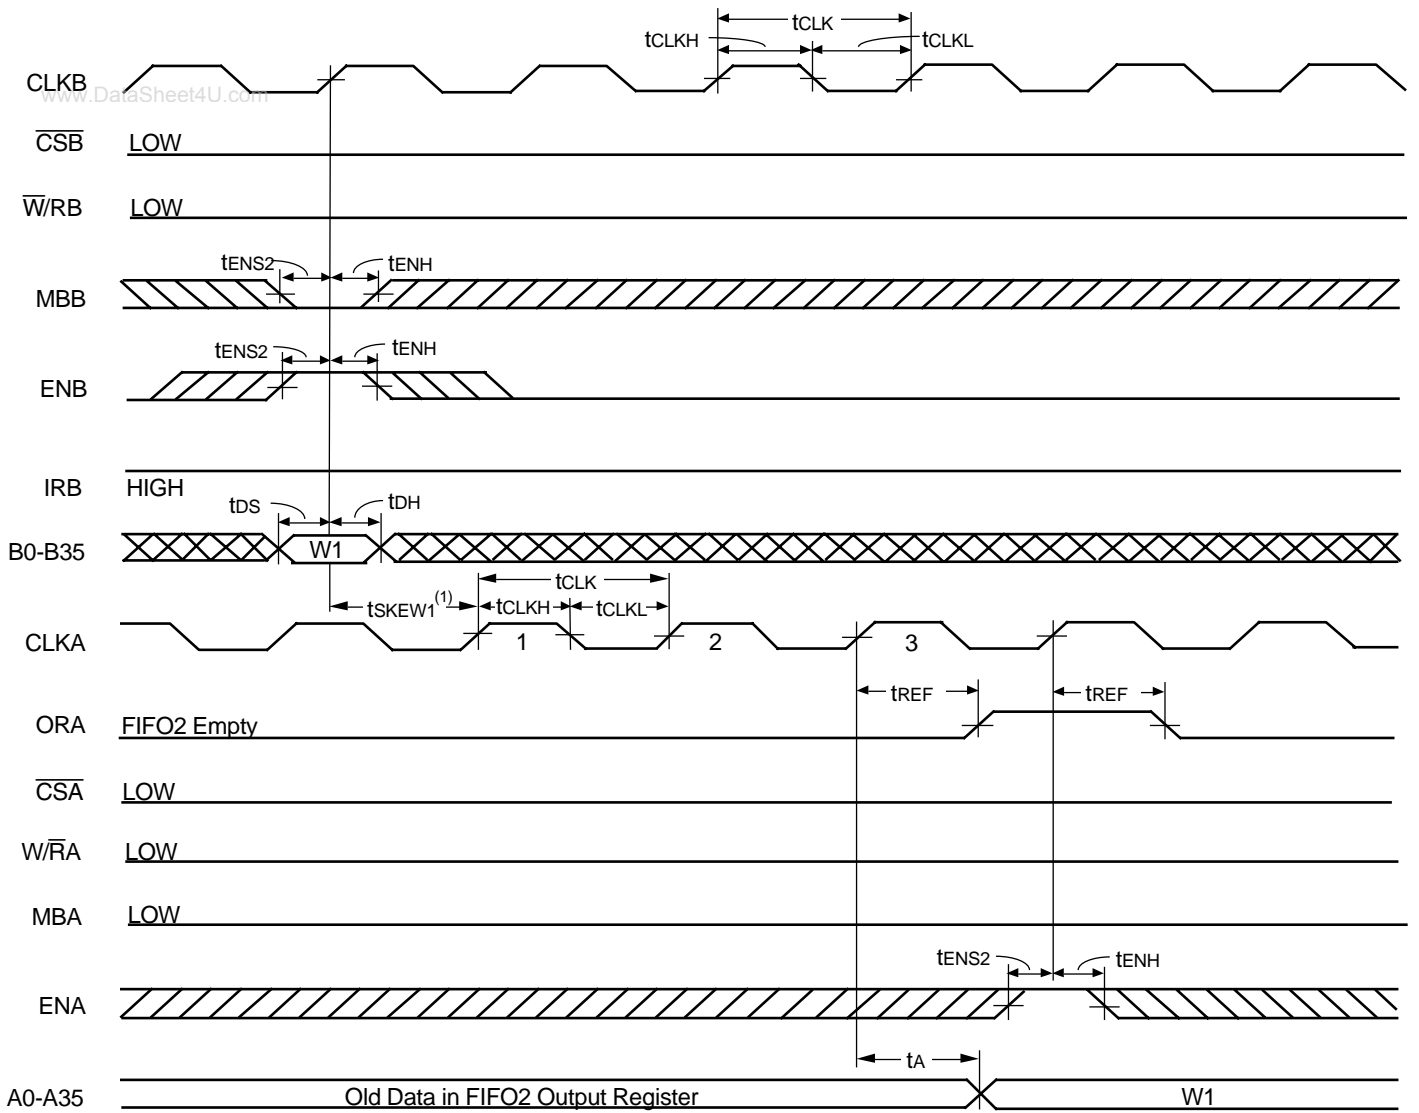 tCLK
tCLKH tCLKL
CLKB
www.DataSheet4U.com
CSB LOW
W/RB LOW
tENS2 tENH
MBB
tENS2 tENH
ENB
IRB HIGH
tDS tDH
B0-B35 W1
tCLK
tSKEW1(1) tCLKH tCLKL
CLKA 1 2 3
tREF tREF
ORA FIFO2 Empty
CSA LOW
W/RA LOW
MBA LOW
tENS2 tENH
ENA
tA
A0-A35 Old Data in FIFO2 Output Register W1